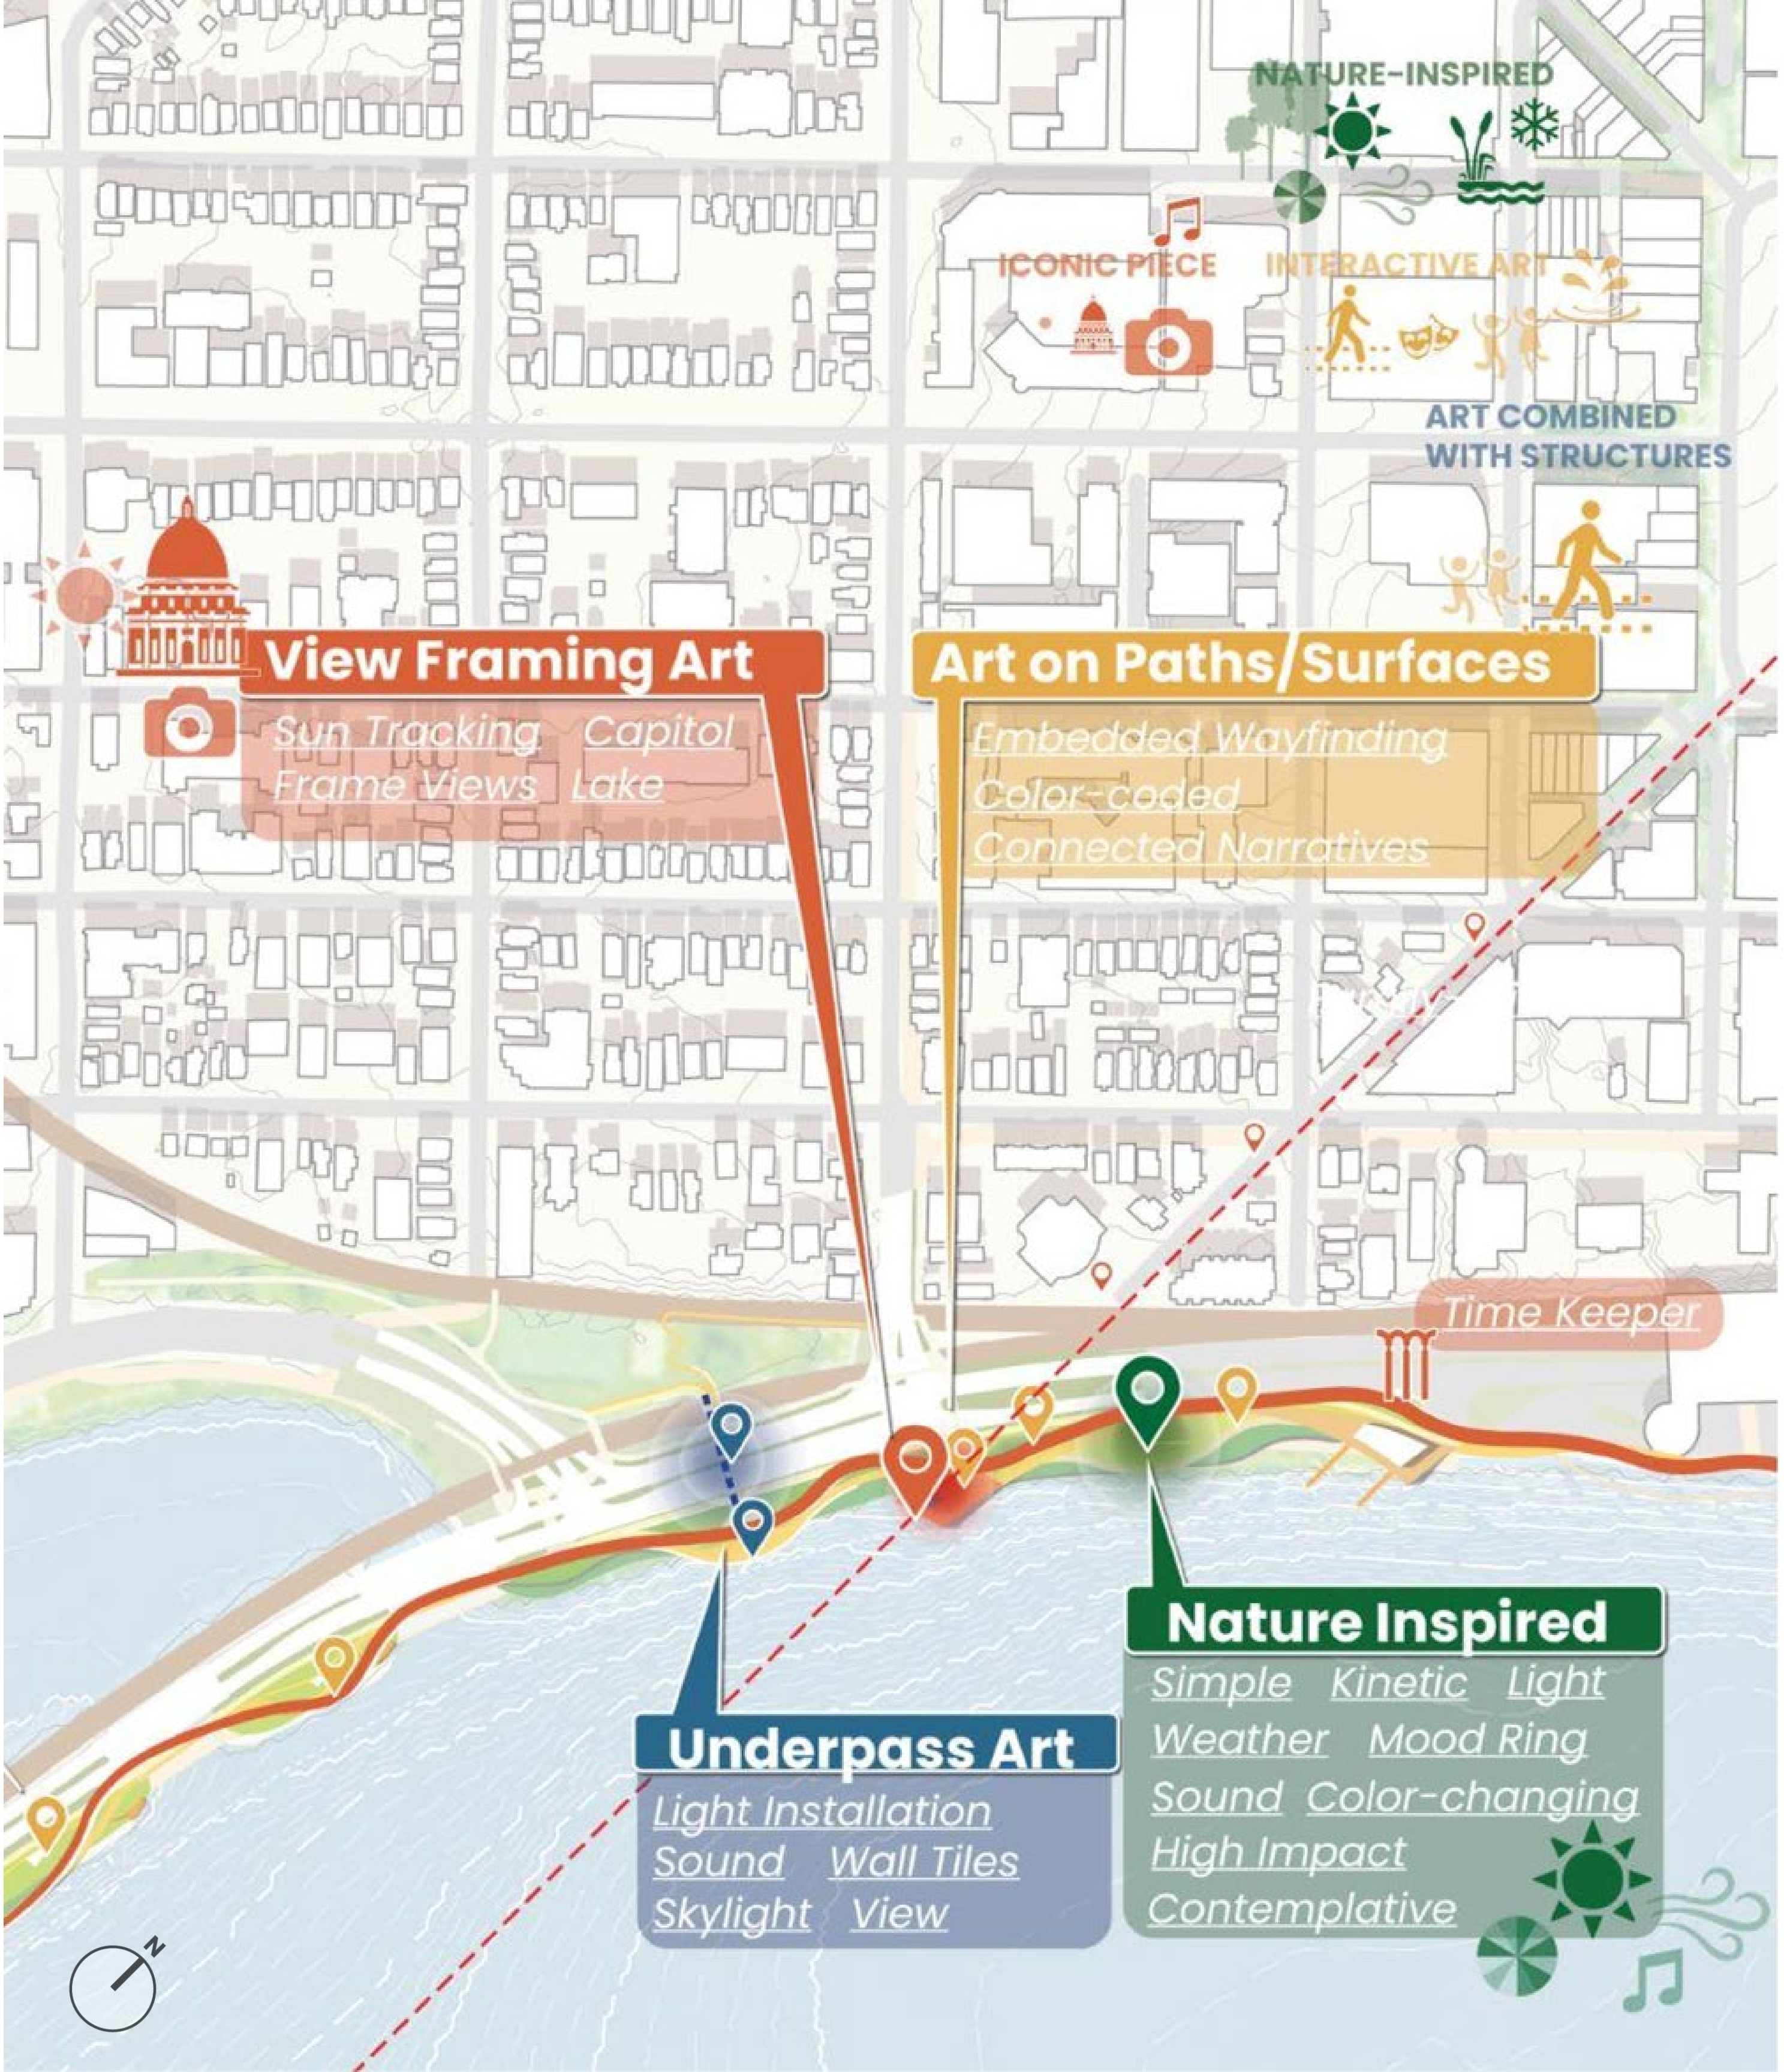 NATURE-INSPIRED
ICONIC PIECE
INTERACTIVE ART
ART COMBINED
WITH STRUCTURES
View Framing Art
Sun Tracking Capitol
Frame Views Lake
Art on Paths/Surfaces
Embedded Wayfinding
Color-coded
Connected Narratives
Time Keeper
Nature Inspired
Simple Kinetic Light
Weather Mood Ring
Sound Color-changing
High Impact
Contemplative
Underpass Art
Light Installation
Sound Wall Tiles
Skylight View
N